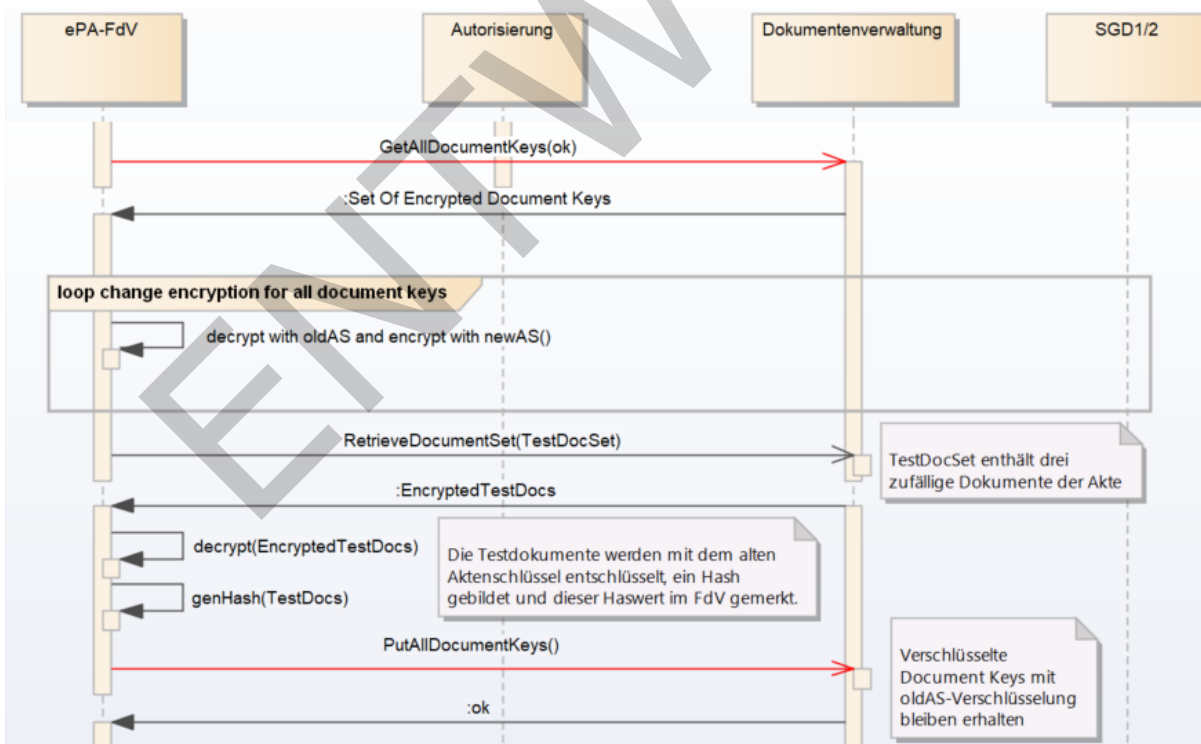 ePA-FdV
Autorisierung
Dokumentenverwaltung
SGD1/2
GetAllDocumentKeys(ok)
:Set Of Encrypted Document Keys
loop change encryption for all document keys
decrypt with oldAS and encrypt with newAS()
RetrieveDocumentSet(TestDocSet)
TestDocSet enthält drei
zufällige Dokumente der Akte
:EncryptedTestDocs
decrypt(EncryptedTestDocs)
Die Testdokumente werden mit dem alten
Aktenschlüssel entschlüsselt, ein Hash
gebildet und dieser Haswert im FdV gemerkt.
genHash(TestDocs)
PutAllDocumentKeys()
Verschlüsselte
Document Keys mit
oldAS-Verschlüsselung
bleiben erhalten
:ok
ENTW